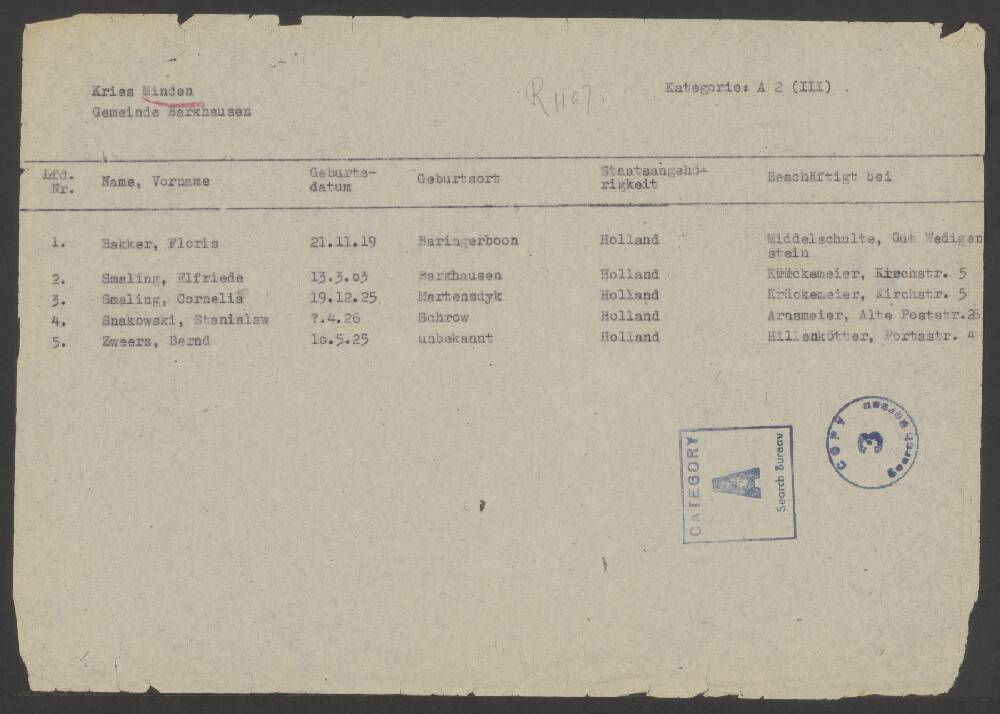 Kries Minden
Gemeinde Barkhausen
R 1107
Kategorie: A 2 (III)
Lfd. Nr. Name, Vorname Geburts- datum Geburtsort Staatsangehö- rigkeit Beschäftigt bei
1. Bakker, Floris 21.11.19 Baringerboon Holland Middelschulte, Gut Wedigen
stein
2. Smaling, Elfriede 13.3.03 Barkhausen Holland Krückemeier, Kirchstr. 5
3. Smaling, Cornelia 19.12.25 Martensdyk Holland Krückemeier, Kirchstr. 5
4. Snakowski, Stanislaw ?.4.26 Schrow Holland Arnsmeier, Alte Poststr.26
5. Zweers, Bernd 1o.5.25 unbekannt Holland Hillenkötter, Portastr. 4
CATEGORY
A
Search Bureau
COPY
3
Search Bureau